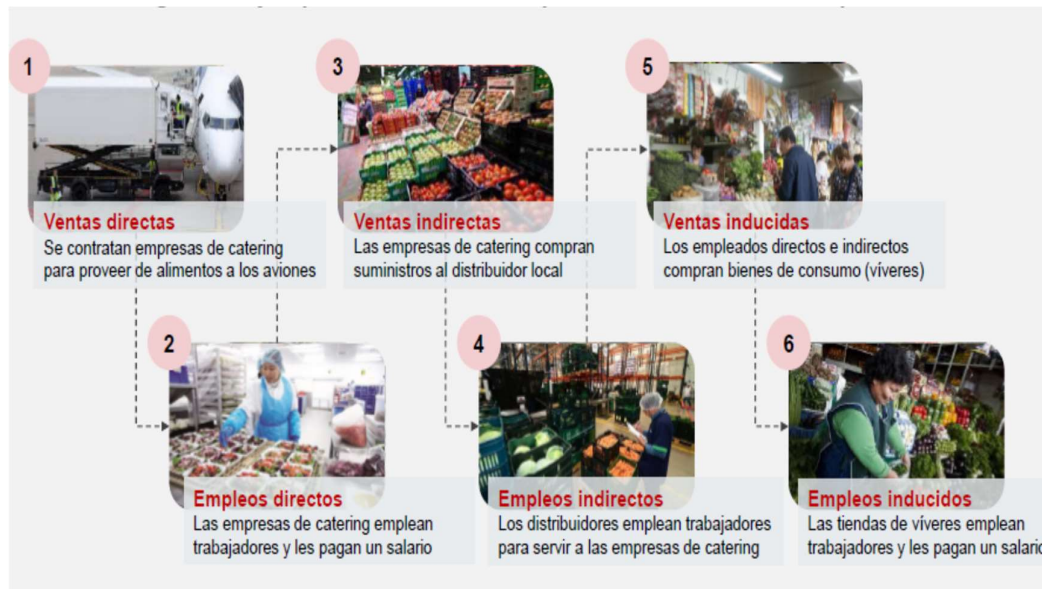 1
Ventas directas
Se contratan empresas de catering
para proveer de alimentos a los aviones
2
Empleos directos
Las empresas de catering emplean
trabajadores y les pagan un salario
3
Ventas indirectas
Las empresas de catering compran
suministros al distribuidor local
4
Empleos indirectos
Los distribuidores emplean trabajadores
para servir a las empresas de catering
5
Ventas inducidas
Los empleados directos e indirectos
compran bienes de consumo (víveres)
6
Empleos inducidos
Las tiendas de víveres emplean
trabajadores y les pagan un salario